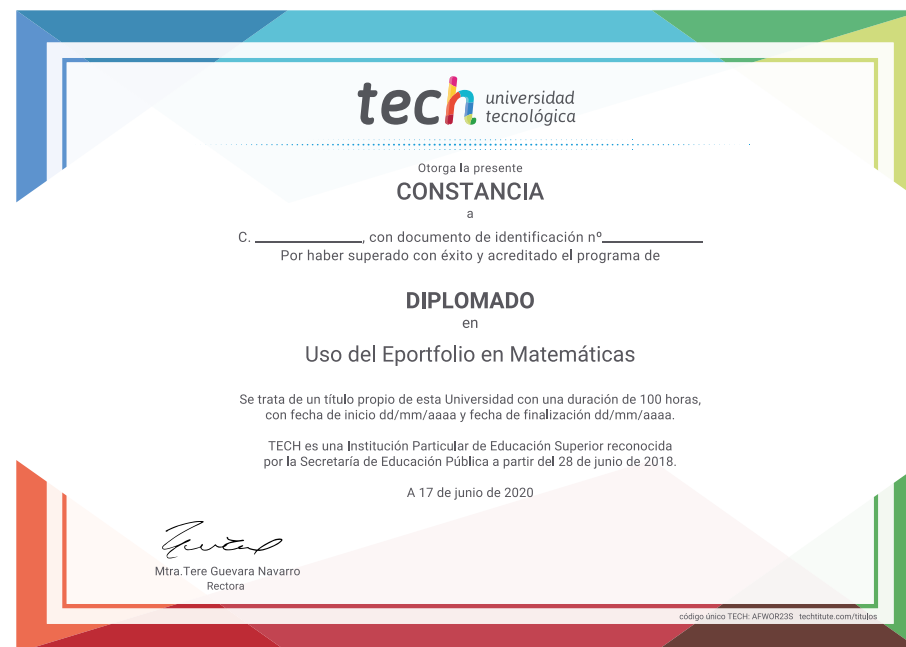 tech universidad
tecnológica
Otorga la presente
CONSTANCIA
a
C. ____________, con documento de identificación nº____________
Por haber superado con éxito y acreditado el programa de
DIPLOMADO
en
Uso del Eportfolio en Matemáticas
Se trata de un título propio de esta Universidad con una duración de 100 horas,
con fecha de inicio dd/mm/aaaa y fecha de finalización dd/mm/aaaa.
TECH es una Institución Particular de Educación Superior reconocida
por la Secretaría de Educación Pública a partir del 28 de junio de 2018.
A 17 de junio de 2020
Mtra.Tere Guevara Navarro
Rectora
código único TECH: AFWOR23S techtitute.com/titulos